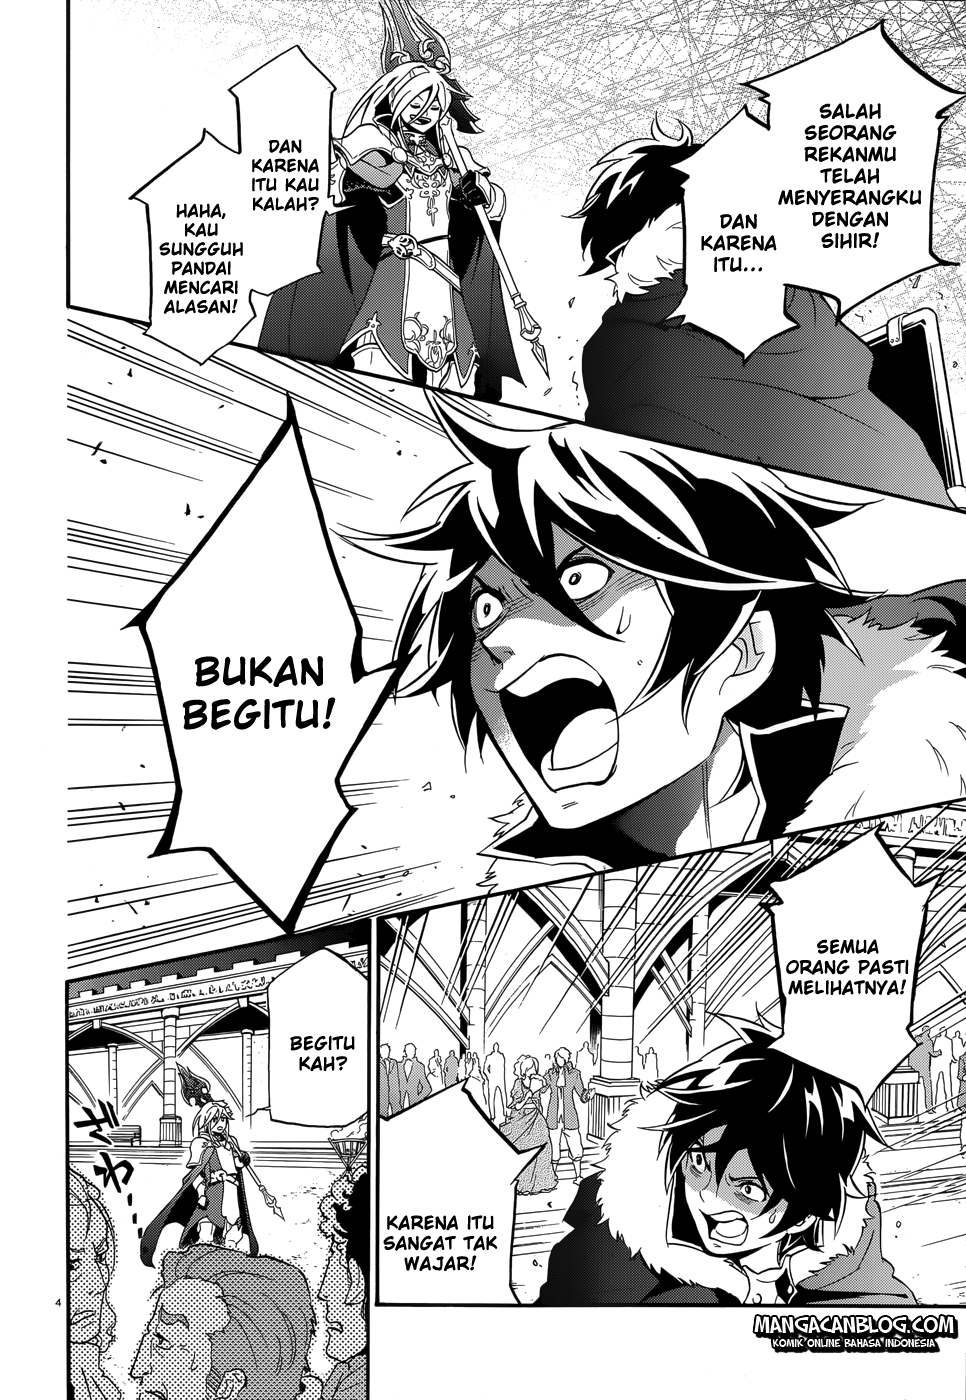 SALAH
SEORANG
REKANMU
TELAH
MENYERANGKU
DENGAN
SIHIR!
DAN
KARENA
ITU...
DAN
KARENA
ITU KAU
KALAH?
HAHA,
KAU
SUNGGUH
PANDAI
MENCARI
ALASAN!
BUKAN
BEGITU!
SEMUA
ORANG PASTI
MELIHATNYA!
KARENA ITU
SANGAT TAK
WAJAR!
BEGITU
KAH?
ざわ
4
MANGACANBLOG.COM
KOMIK ONLINE BAHASA INDONESIA